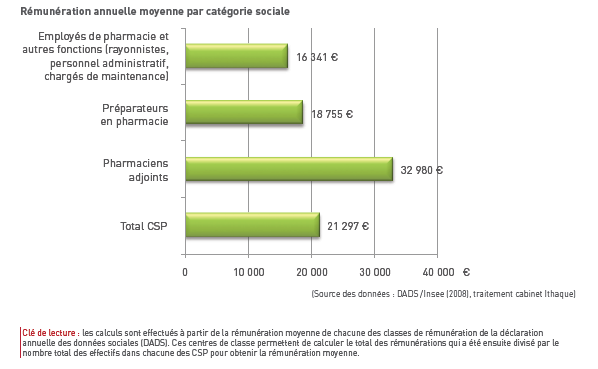 Rémunération annuelle moyenne par catégorie sociale
Employés de pharmacie et
autres fonctions (rayonnistes,
personnel administratif,
chargés de maintenance)
16 341 €
Préparateurs
en pharmacie
18 755 €
Pharmaciens
adjoints
32 980 €
Total CSP
21 297 €
0 10 000 20 000 30 000 40 000 €
(Source des données : DADS /Insee (2008), traitement cabinet Ithaque)
Clé de lecture : les calculs sont effectués à partir de la rémunération moyenne de chacune des classes de rémunération de la déclaration
annuelle des données sociales (DADS). Ces centres de classe permettent de calculer le total des rémunérations qui a été ensuite divisé par le
nombre total des effectifs dans chacune des CSP pour obtenir la rémunération moyenne.